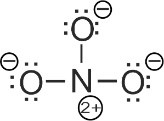 ⊖ O ⊖
O–N–O
2+